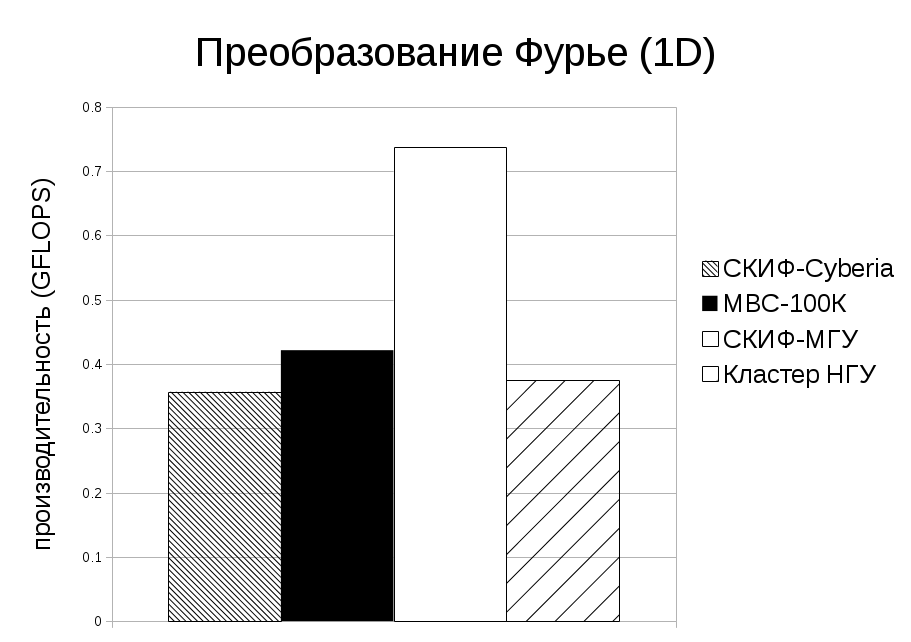 Преобразование Фурье (1D)
производительность (GFLOPS)
0.8
0.7
0.6
0.5
0.4
0.3
0.2
0.1
0
СКИФ-Cyberia
МВС-100К
СКИФ-МГУ
Кластер НГУ